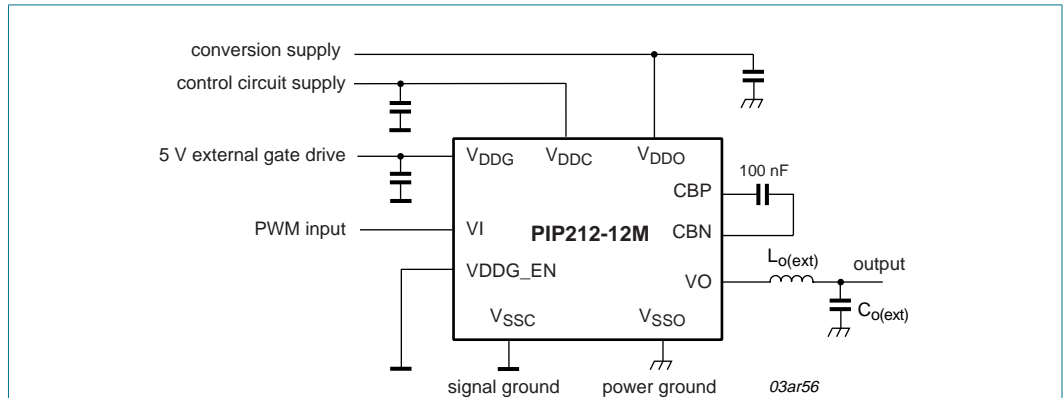 conversion supply
control circuit supply
5 V external gate drive
VDDG VDDC VDDO
100 nF
CBP
PWM input
VI
PIP212-12M
CBN
Lo(ext)
output
VDDG_EN
VO
Co(ext)
VSSC
VSSO
signal ground
power ground
03ar56